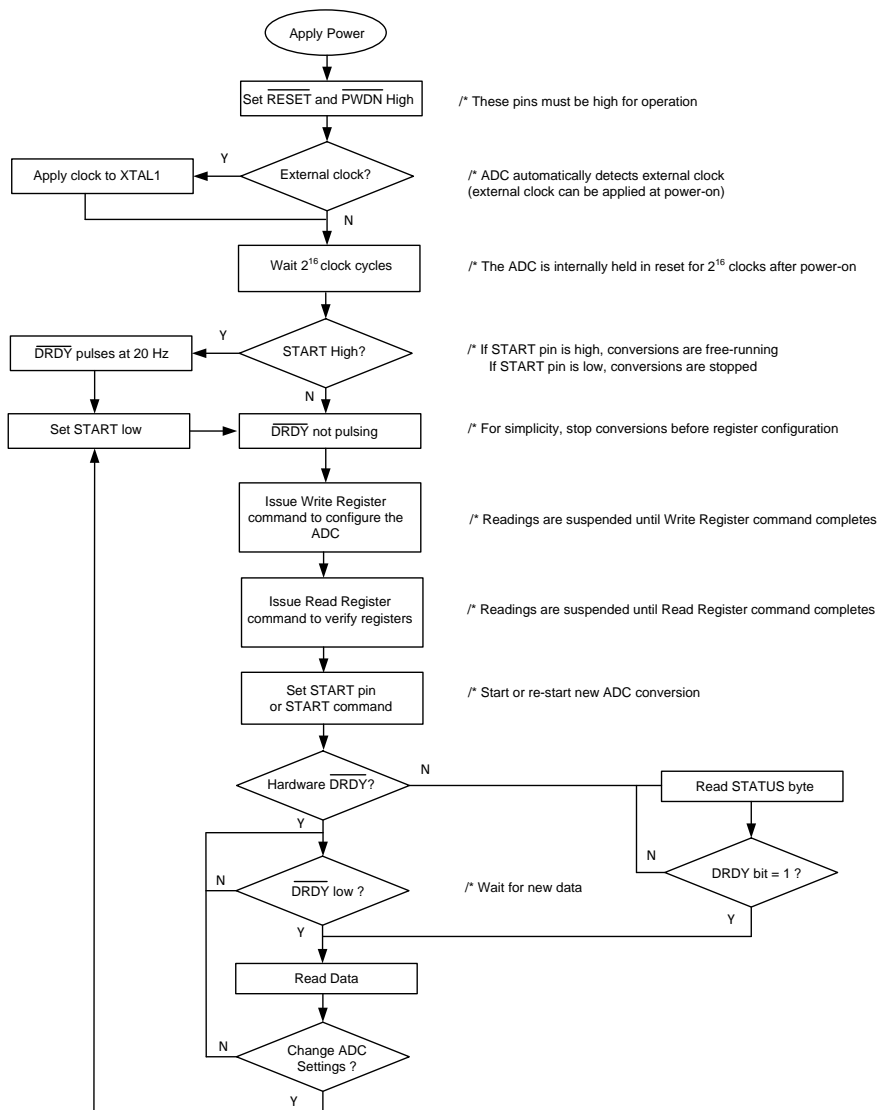 Apply Power
Set RESET and PWDN High
/* These pins must be high for operation
Y
Apply clock to XTAL1
External clock?
/* ADC automatically detects external clock
(external clock can be applied at power-on)
N
Wait 2¹⁶ clock cycles
/* The ADC is internally held in reset for 2¹⁶ clocks after power-on
Y
DRDY pulses at 20 Hz
START High?
/* If START pin is high, conversions are free-running
If START pin is low, conversions are stopped
N
Set START low
DRDY not pulsing
/* For simplicity, stop conversions before register configuration
Issue Write Register
command to configure the
ADC
/* Readings are suspended until Write Register command completes
Issue Read Register
command to verify registers
/* Readings are suspended until Read Register command completes
Set START pin
or START command
/* Start or re-start new ADC conversion
Hardware DRDY?
N
Read STATUS byte
Y
N
DRDY low ?
/* Wait for new data
N
DRDY bit = 1 ?
Y
Y
Read Data
N
Change ADC
Settings ?
Y